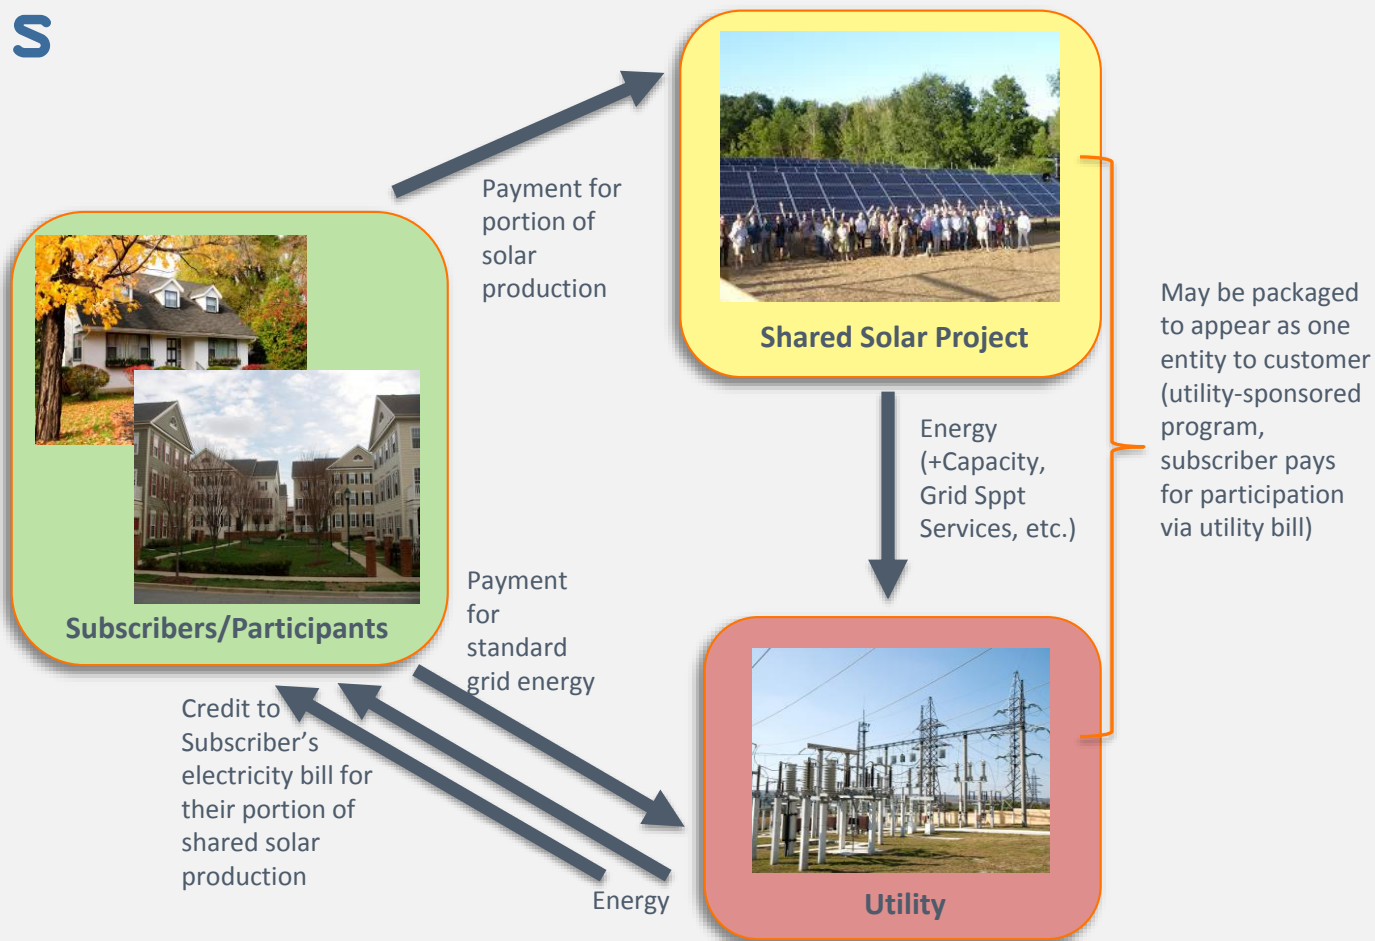 S
Payment for
portion of
solar
production
Shared Solar Project
May be packaged
to appear as one
entity to customer
(utility-sponsored
program,
subscriber pays
for participation
via utility bill)
Energy
(+Capacity,
Grid Sppt
Services, etc.)
Subscribers/Participants
Payment
for
standard
grid energy
Credit to
Subscriber’s
electricity bill for
their portion of
shared solar
production
Energy
Utility